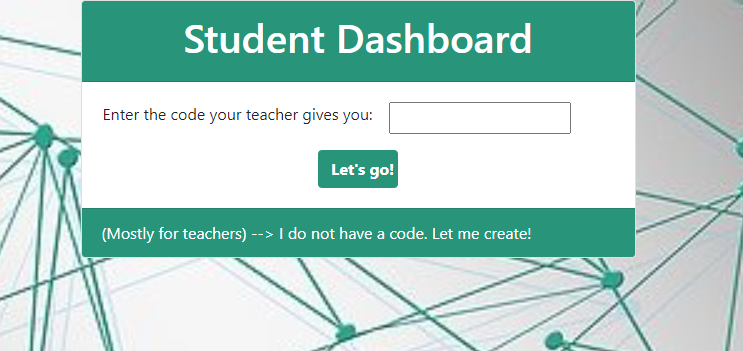 Student Dashboard
Enter the code your teacher gives you:
Let's go!
(Mostly for teachers) --> I do not have a code. Let me create!